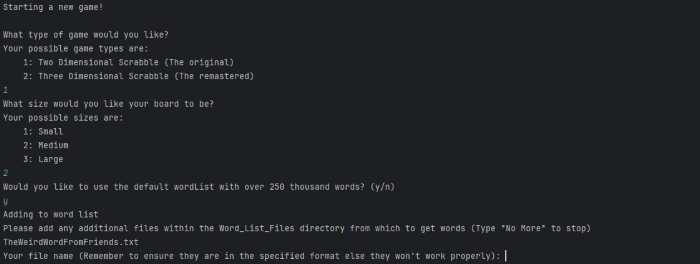 Starting a new game!
What type of game would you like?
Your possible game types are:
1: Two Dimensional Scrabble (The original)
2: Three Dimensional Scrabble (The remastered)
1
What size would you like your board to be?
Your possible sizes are:
1: Small
2: Medium
3: Large
2
Would you like to use the default wordList with over 250 thousand words? (y/n)
y
Adding to word list
Please add any additional files within the Word_List_Files directory from which to get words (Type "No More" to stop)
TheWeirdWordFromFriends.txt
Your file name (Remember to ensure they are in the specified format else they won't work properly):